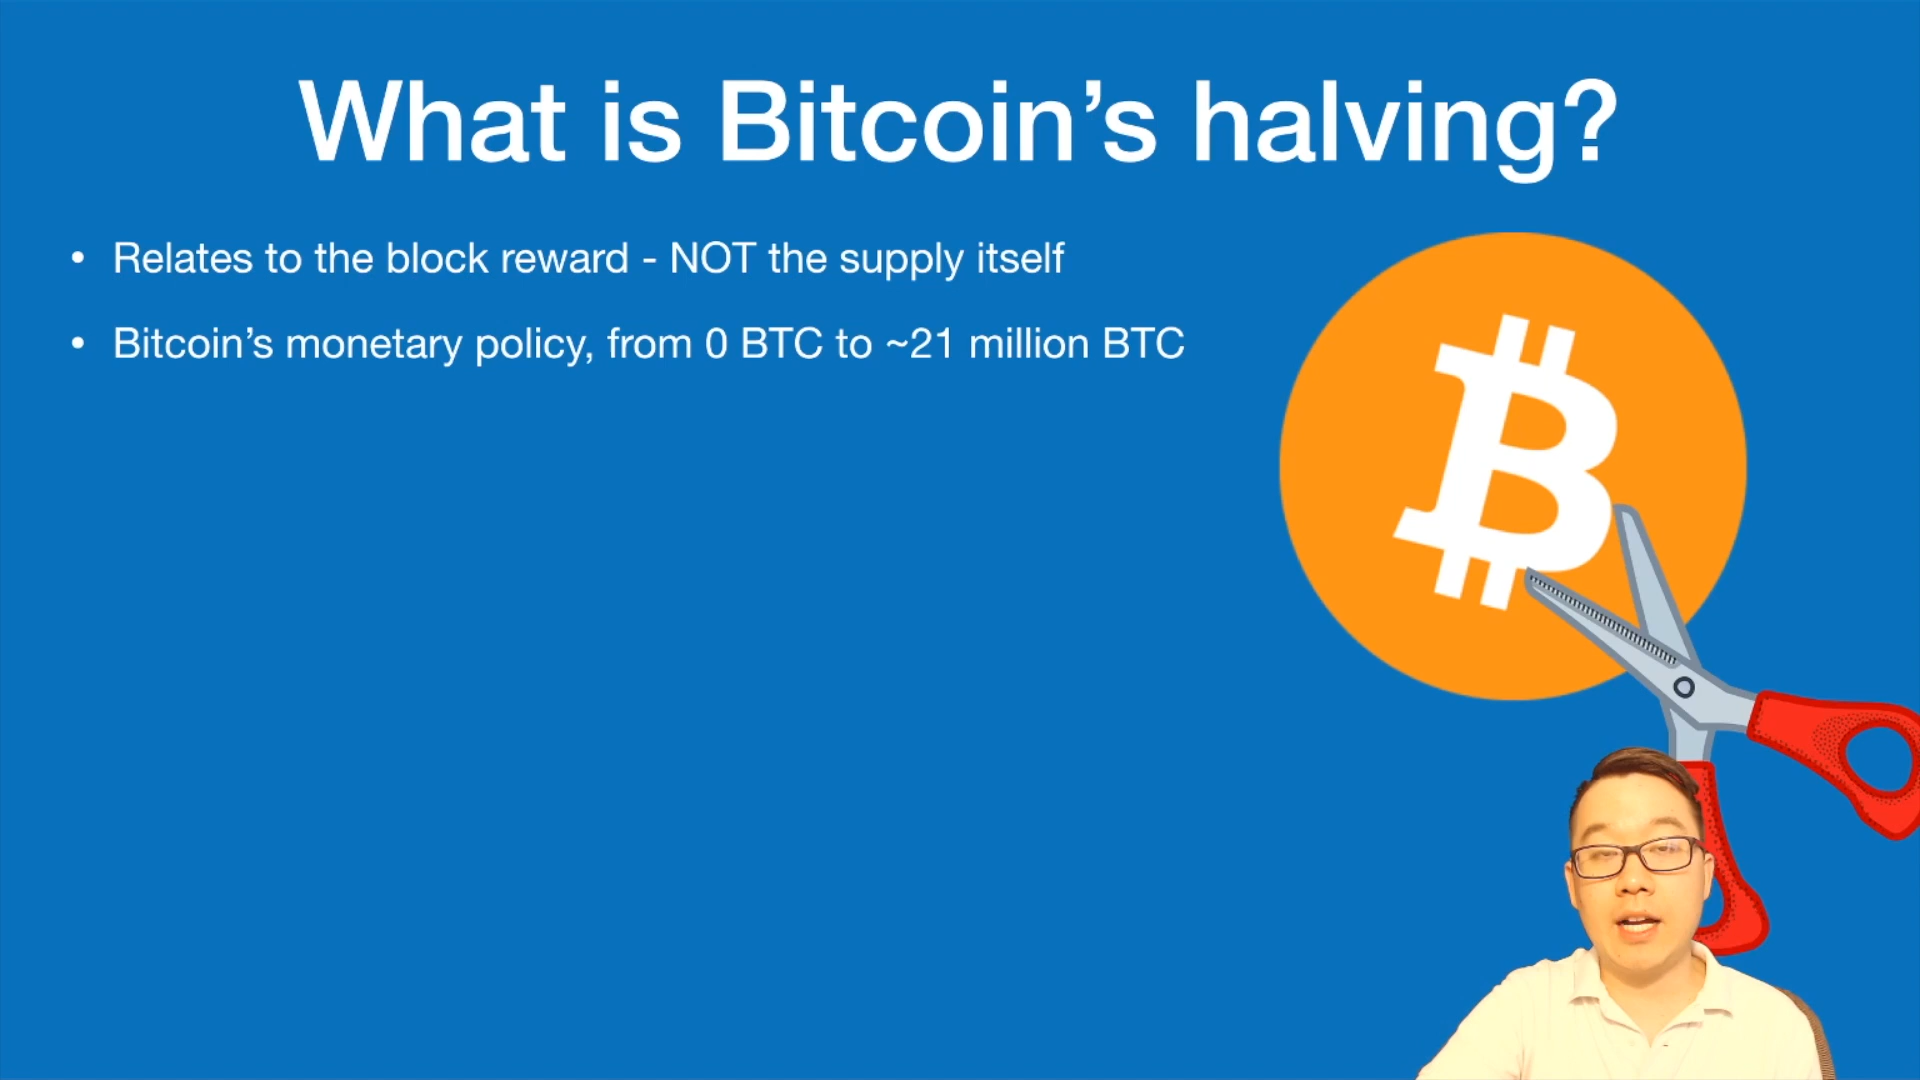 What is Bitcoin’s halving?
• Relates to the block reward - NOT the supply itself
• Bitcoin’s monetary policy, from 0 BTC to ~21 million BTC